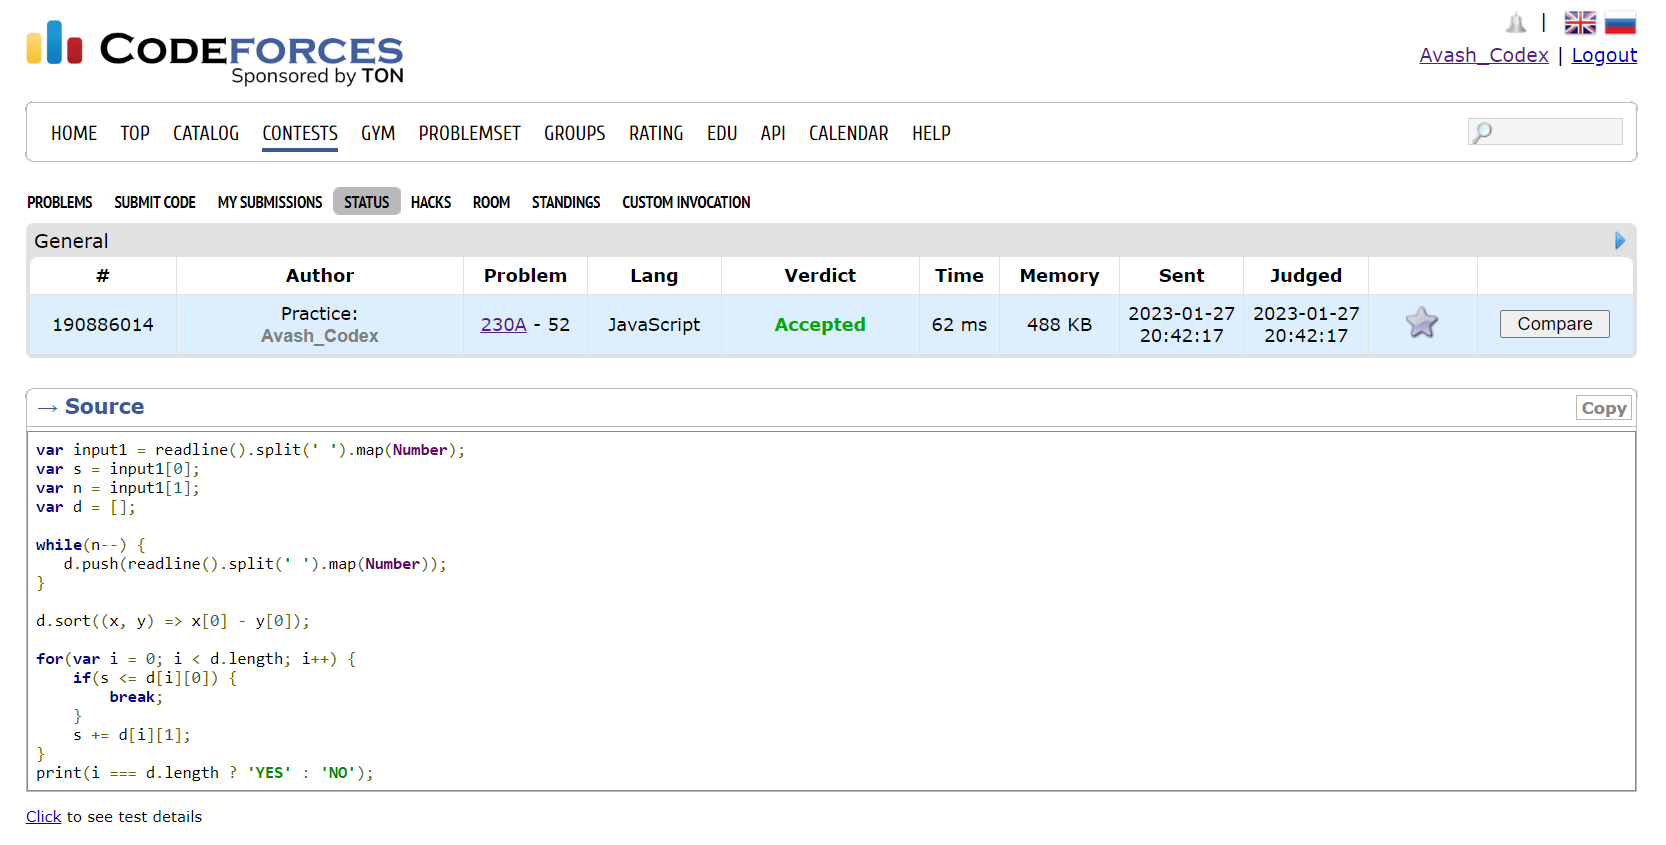 CODEFORCES
Sponsored by TON
|
Avash_Codex | Logout
HOME TOP CATALOG CONTESTS GYM PROBLEMSET GROUPS RATING EDU API CALENDAR HELP
PROBLEMS SUBMIT CODE MY SUBMISSIONS STATUS HACKS ROOM STANDINGS CUSTOM INVOCATION
General
# Author Problem Lang Verdict Time Memory Sent Judged
190886014 Practice: Avash_Codex 230A - 52 JavaScript Accepted 62 ms 488 KB 2023-01-27 20:42:17 2023-01-27 20:42:17 Compare
→ Source
Copy
var input1 = readline().split(' ').map(Number);
var s = input1[0];
var n = input1[1];
var d = [];
while(n--) {
   d.push(readline().split(' ').map(Number));
}
d.sort((x, y) => x[0] - y[0]);
for(var i = 0; i < d.length; i++) {
    if(s <= d[i][0]) {
        break;
    }
    s += d[i][1];
}
print(i === d.length ? 'YES' : 'NO');
Click to see test details